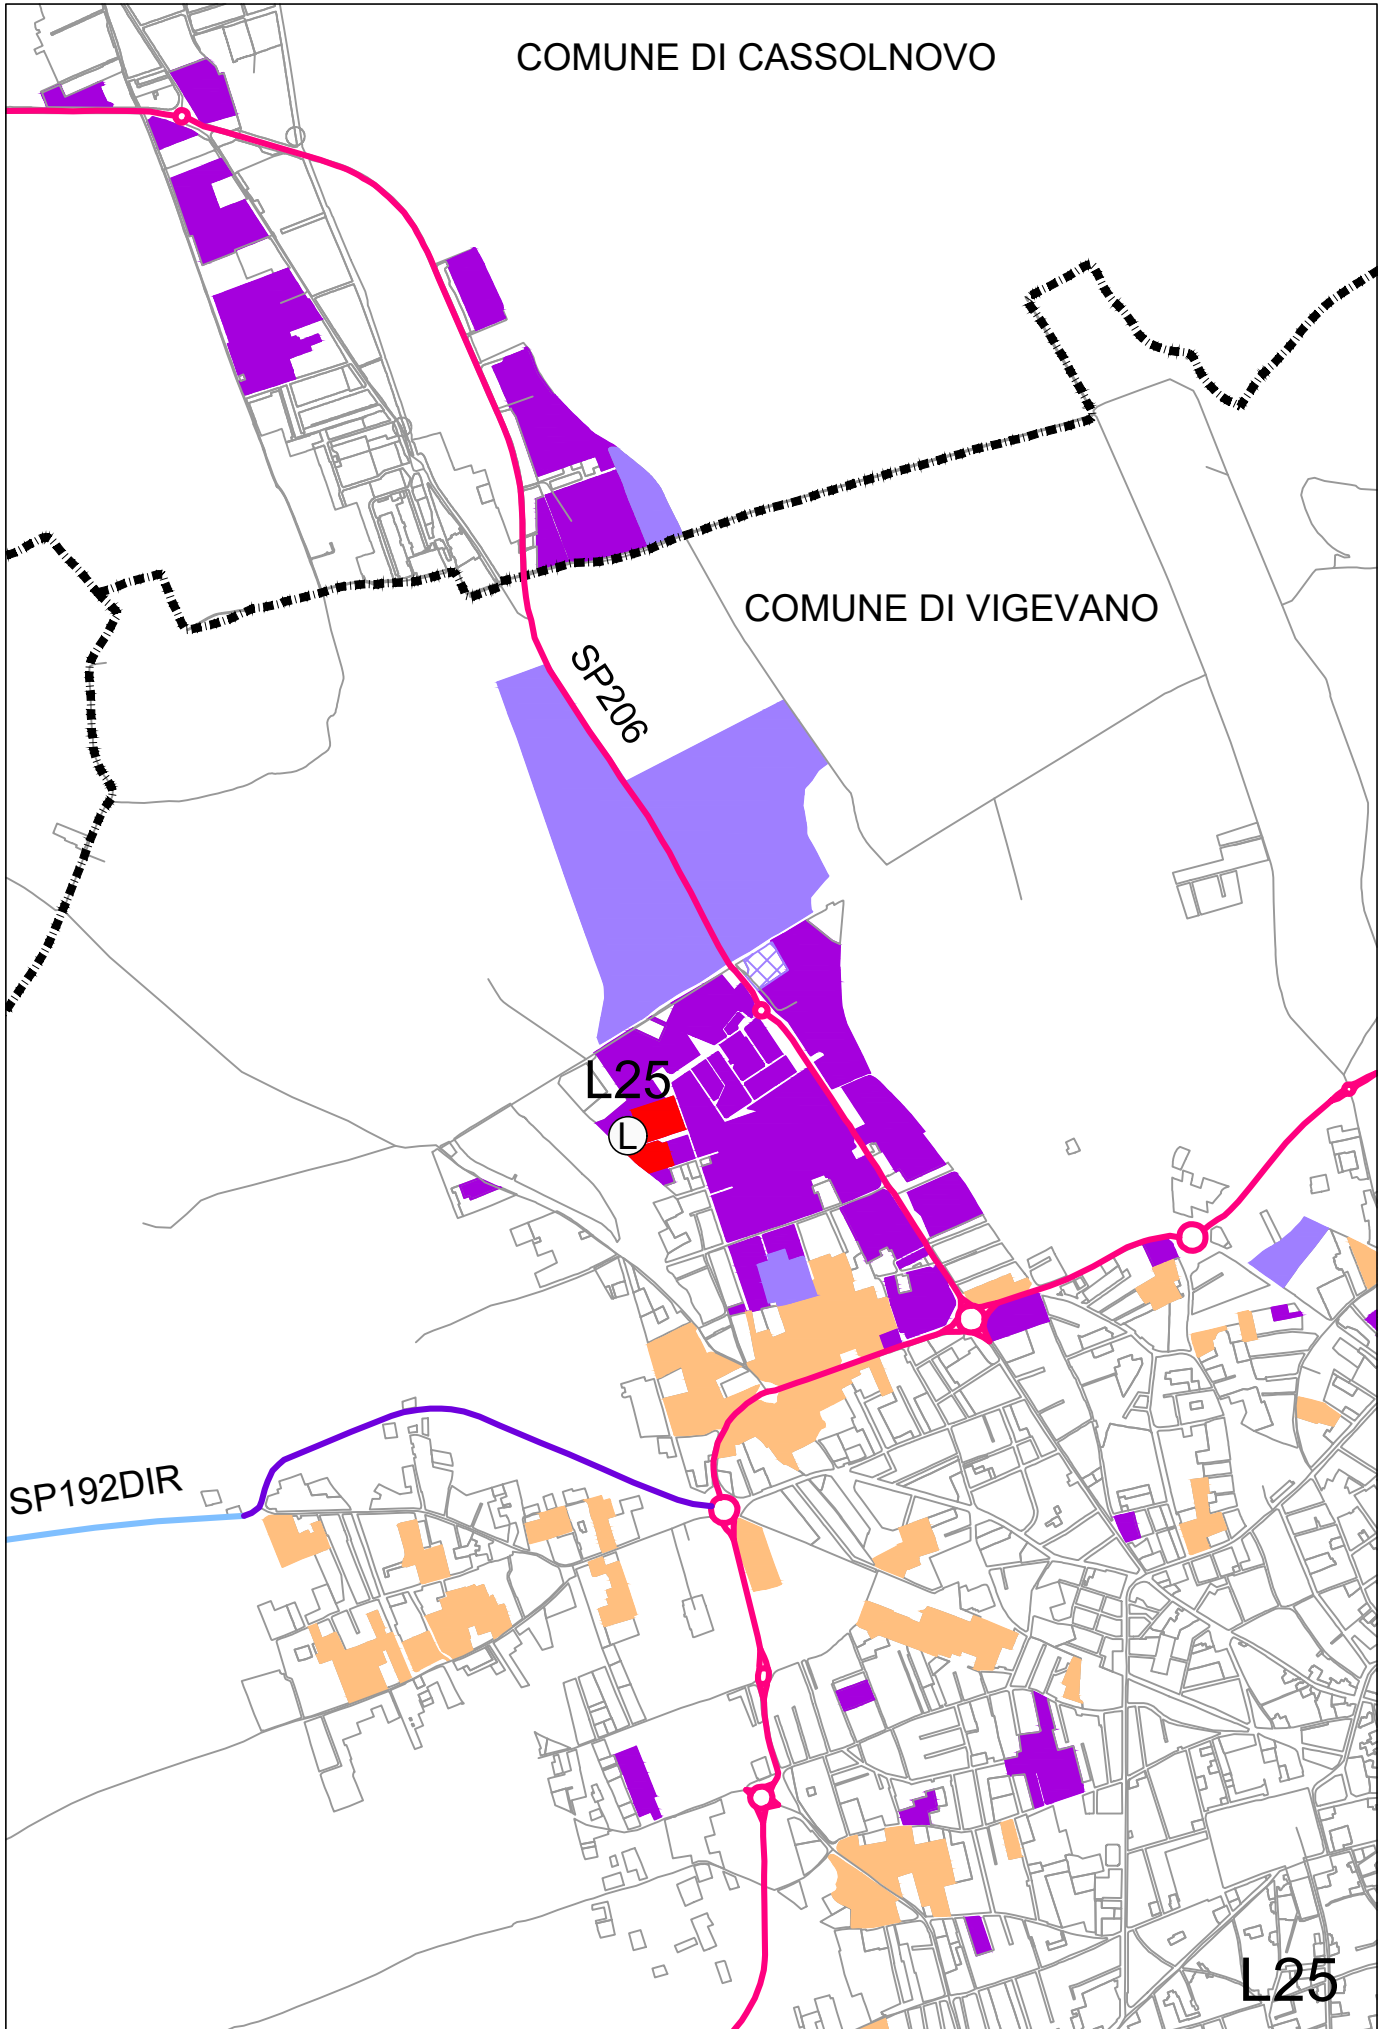 COMUNE DI CASSOLNOVO
COMUNE DI VIGEVANO
SP206
L25
L
SP192DIR
L25